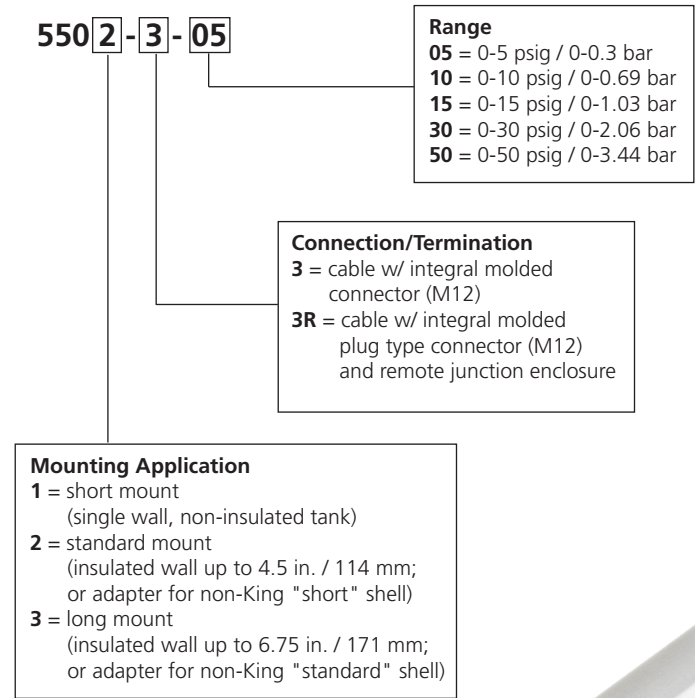 5502-3-05
Range
05 = 0-5 psig / 0-0.3 bar
10 = 0-10 psig / 0-0.69 bar
15 = 0-15 psig / 0-1.03 bar
30 = 0-30 psig / 0-2.06 bar
50 = 0-50 psig / 0-3.44 bar
Connection/Termination
3 = cable w/ integral molded
connector (M12)
3R = cable w/ integral molded
plug type connector (M12)
and remote junction enclosure
Mounting Application
1 = short mount
(single wall, non-insulated tank)
2 = standard mount
(insulated wall up to 4.5 in. / 114 mm;
or adapter for non-King "short" shell)
3 = long mount
(insulated wall up to 6.75 in. / 171 mm;
or adapter for non-King "standard" shell)